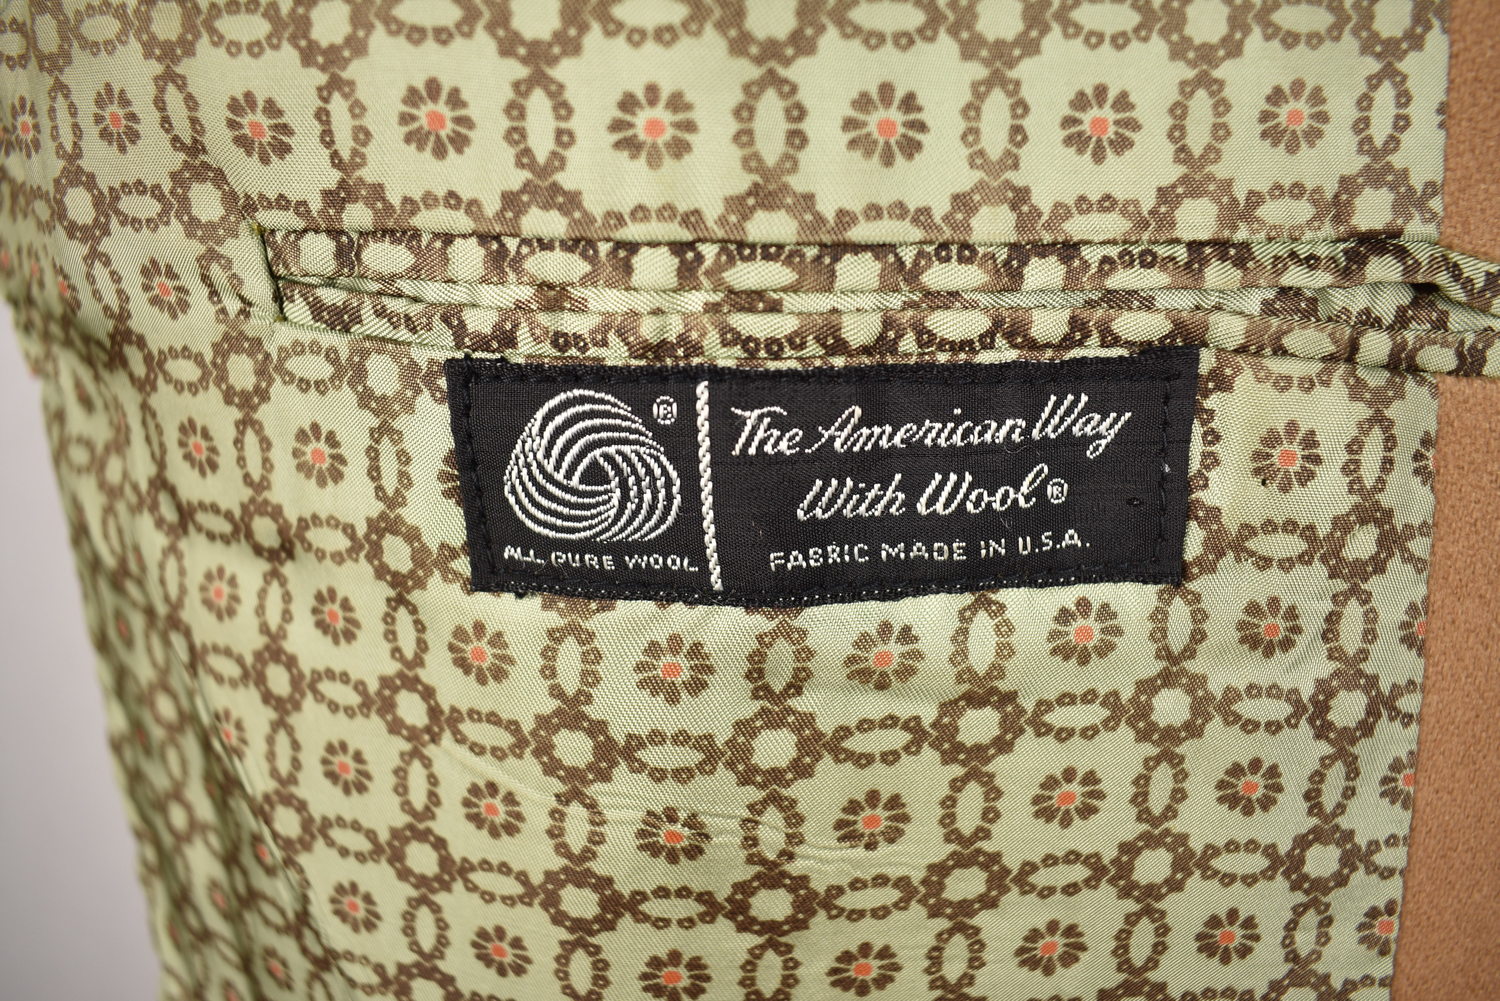 ®
ALL PURE WOOL
The American Way
With Wool®
FABRIC MADE IN U.S.A.